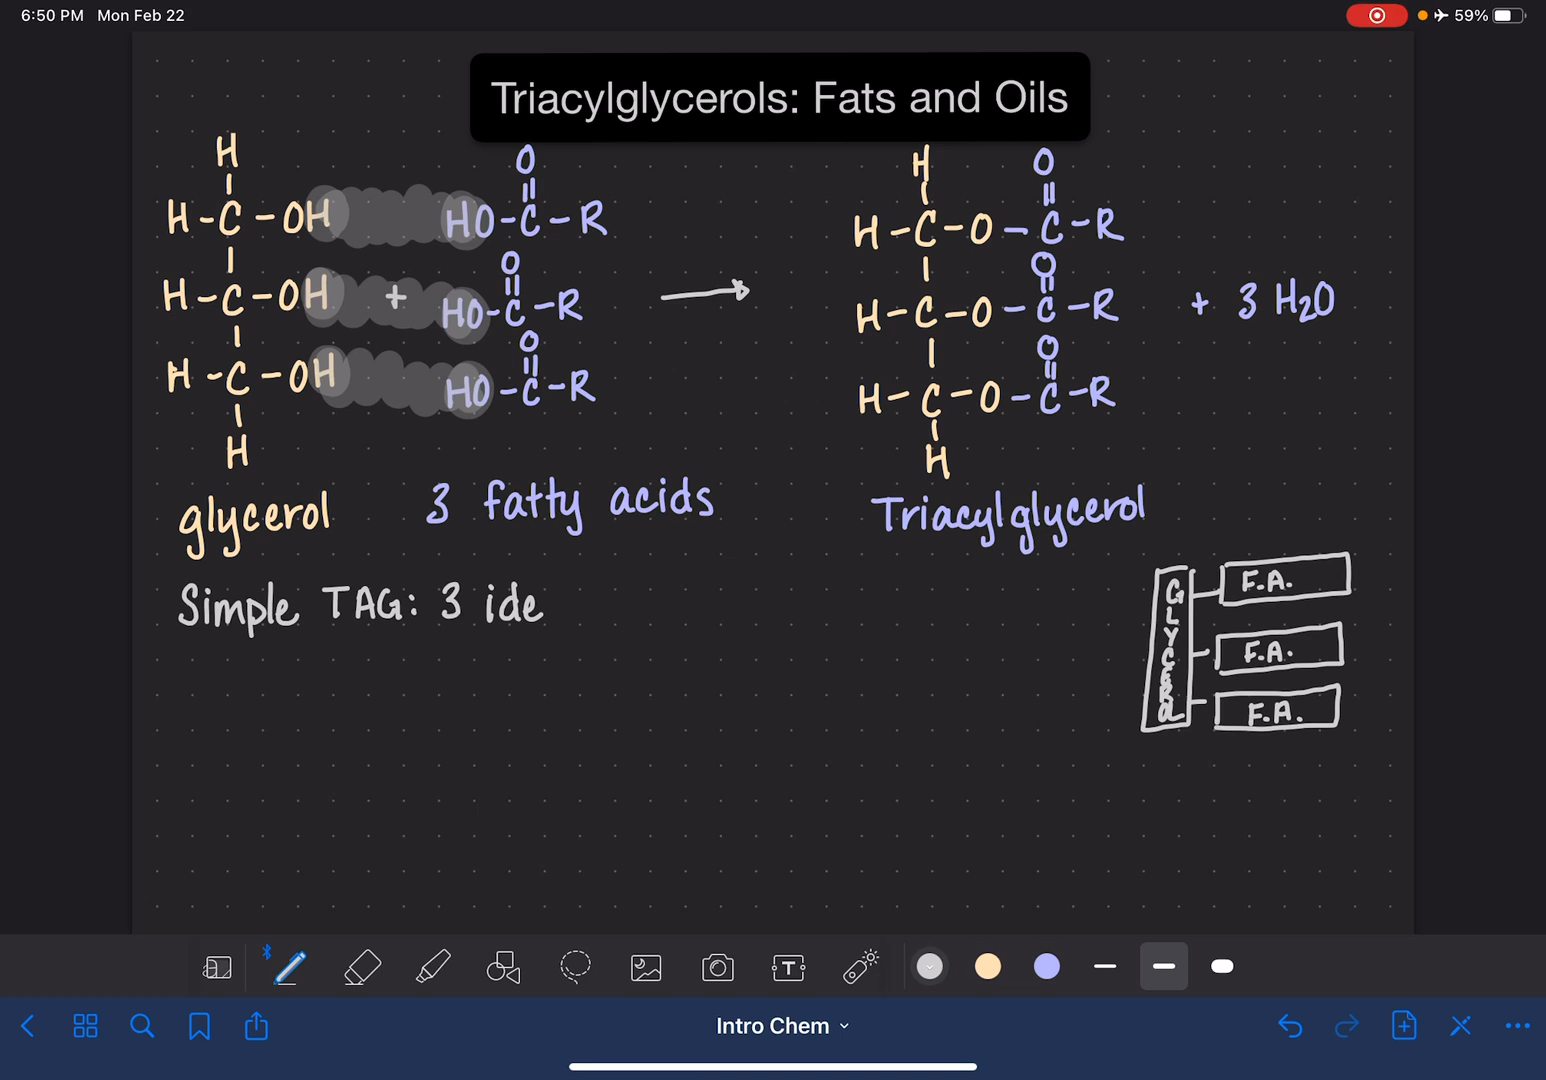 6:50 PM Mon Feb 22
59%
Triacylglycerols: Fats and Oils
H
H-C-OH
H-C-OH
H-C-OH
H
+
O
HO-C-R
O
HO-C-R
O
HO-C-R
→
H
O
H-C-O-C-R
O
H-C-O-C-R
O
H-C-O-C-R
H
+ 3 H2O
glycerol
3 fatty acids
Triacylglycerol
Simple TAG: 3 ide
GLYCEROL
F.A.
F.A.
F.A.
T
Intro Chem